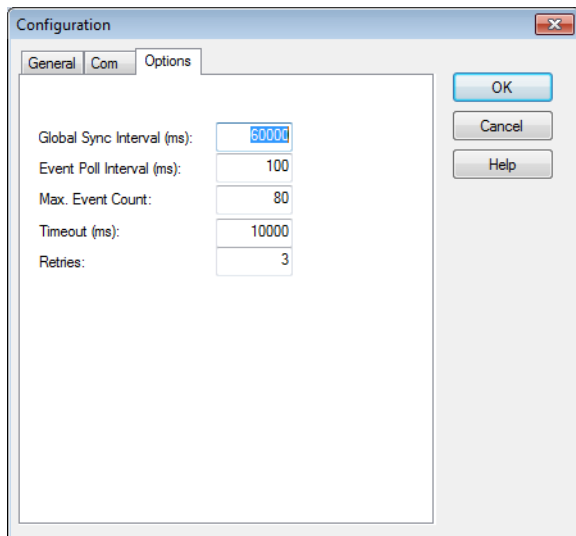 Configuration
General Com Options
OK
Cancel
Help
Global Sync Interval (ms): 60000
Event Poll Interval (ms): 100
Max. Event Count: 80
Timeout (ms): 10000
Retries: 3